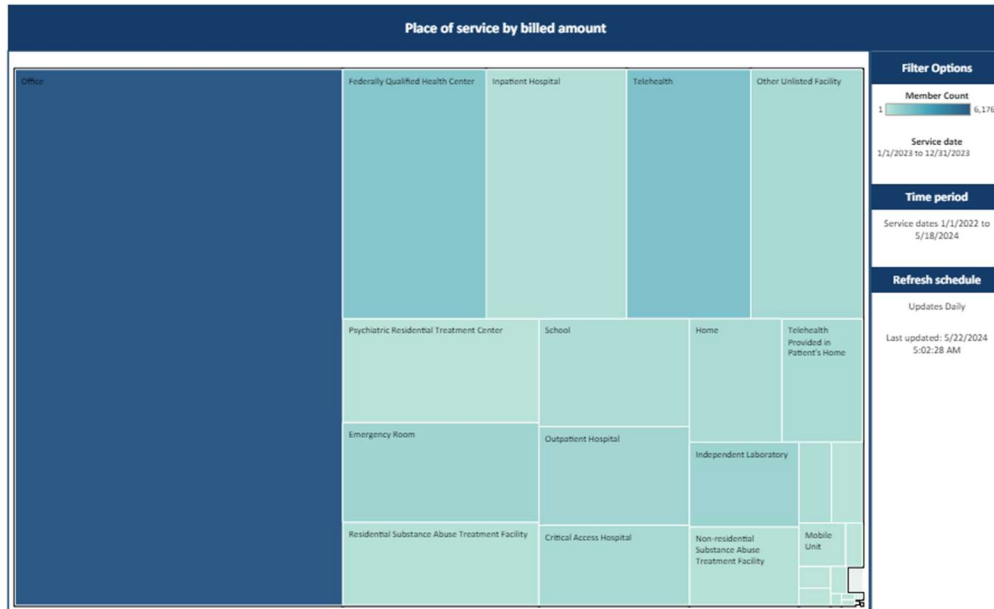 Place of service by billed amount
Office
Federally Qualified Health Center
Inpatient Hospital
Telehealth
Other Unlisted Facility
Psychiatric Residential Treatment Center
School
Home
Telehealth
Provided in
Patient's Home
Emergency Room
Outpatient Hospital
Independent Laboratory
Residential Substance Abuse Treatment Facility
Critical Access Hospital
Non-residential
Substance Abuse
Treatment Facility
Mobile
Unit
Filter Options
Member Count
1 6,176
Service date
1/1/2023 to 12/31/2023
Time period
Service dates 1/1/2022 to
5/18/2024
Refresh schedule
Updates Daily
Last updated: 5/22/2024
5:02:28 AM